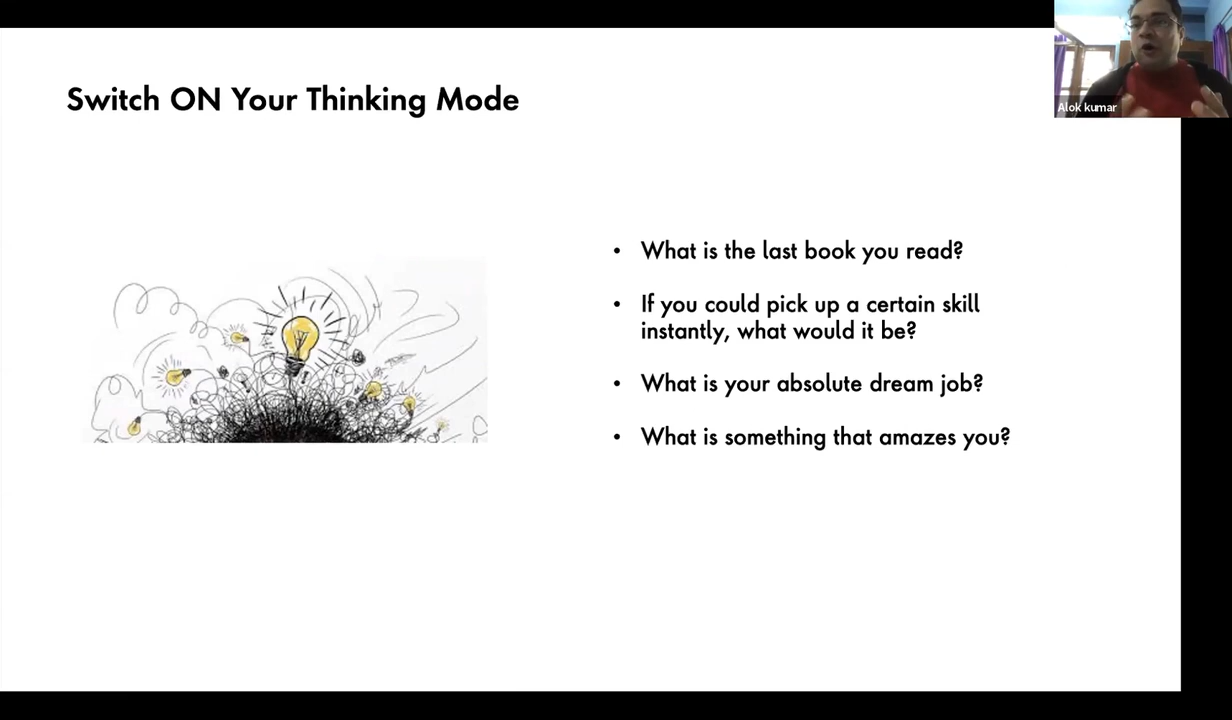 Switch ON Your Thinking Mode
Alok kumar
• What is the last book you read?
• If you could pick up a certain skill
instantly, what would it be?
• What is your absolute dream job?
• What is something that amazes you?